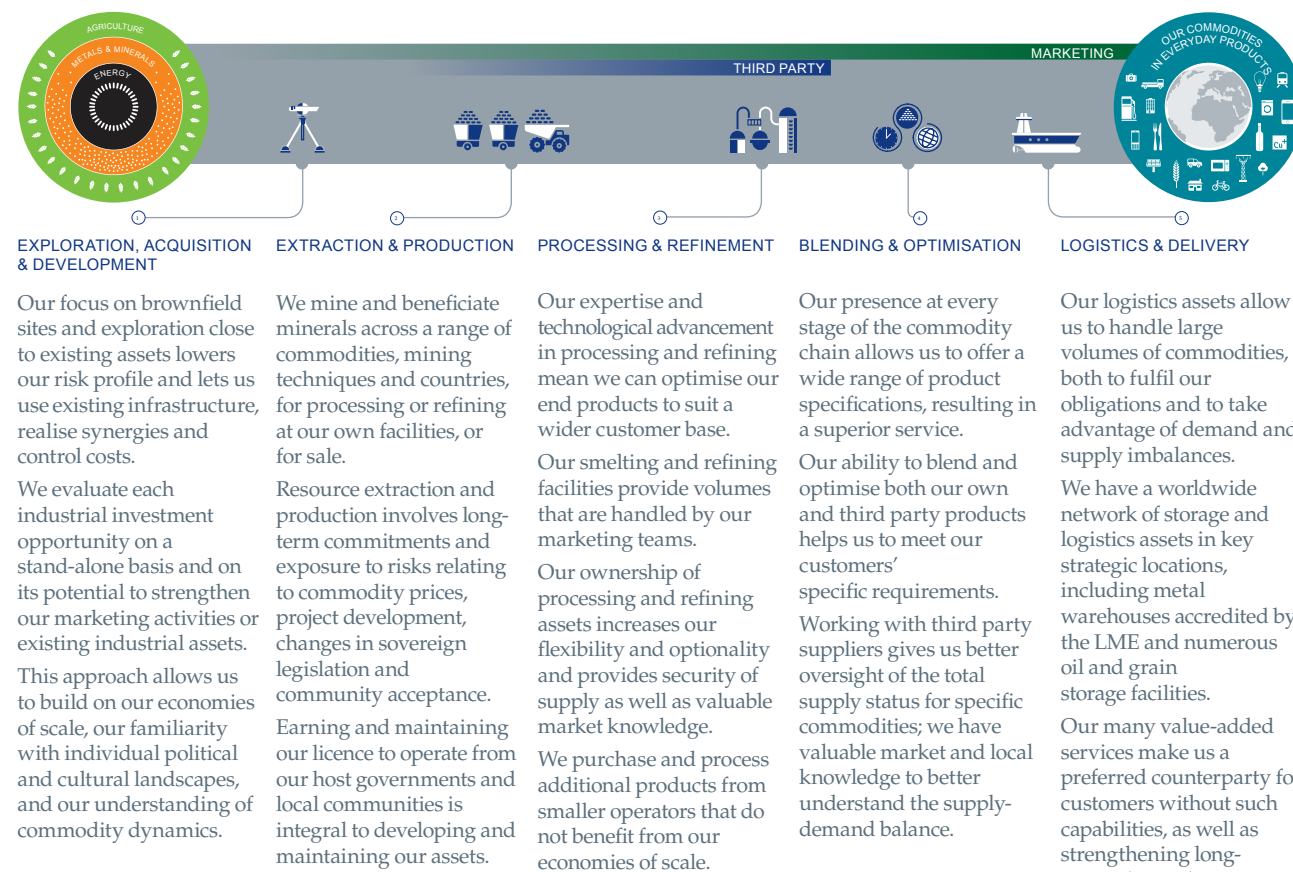 AGRICULTURE
METALS & MINERALS
ENERGY
MARKETING
THIRD PARTY
OUR COMMODITIES
IN EVERYDAY PRODUCTS
Cu+
1
2
3
4
5
EXPLORATION, ACQUISITION
& DEVELOPMENT
Our focus on brownfield
sites and exploration close
to existing assets lowers
our risk profile and lets us
use existing infrastructure,
realise synergies and
control costs.
We evaluate each
industrial investment
opportunity on a
stand-alone basis and on
its potential to strengthen
our marketing activities or
existing industrial assets.
This approach allows us
to build on our economies
of scale, our familiarity
with individual political
and cultural landscapes,
and our understanding of
commodity dynamics.
EXTRACTION & PRODUCTION
We mine and beneficiate
minerals across a range of
commodities, mining
techniques and countries,
for processing or refining
at our own facilities, or
for sale.
Resource extraction and
production involves long-
term commitments and
exposure to risks relating
to commodity prices,
project development,
changes in sovereign
legislation and
community acceptance.
Earning and maintaining
our licence to operate from
our host governments and
local communities is
integral to developing and
maintaining our assets.
PROCESSING & REFINEMENT
Our expertise and
technological advancement
in processing and refining
mean we can optimise our
end products to suit a
wider customer base.
Our smelting and refining
facilities provide volumes
that are handled by our
marketing teams.
Our ownership of
processing and refining
assets increases our
flexibility and optionality
and provides security of
supply as well as valuable
market knowledge.
We purchase and process
additional products from
smaller operators that do
not benefit from our
economies of scale.
BLENDING & OPTIMISATION
Our presence at every
stage of the commodity
chain allows us to offer a
wide range of product
specifications, resulting in
a superior service.
Our ability to blend and
optimise both our own
and third party products
helps us to meet our
customers’
specific requirements.
Working with third party
suppliers gives us better
oversight of the total
supply status for specific
commodities; we have
valuable market and local
knowledge to better
understand the supply-
demand balance.
LOGISTICS & DELIVERY
Our logistics assets allow
us to handle large
volumes of commodities,
both to fulfil our
obligations and to take
advantage of demand and
supply imbalances.
We have a worldwide
network of storage and
logistics assets in key
strategic locations,
including metal
warehouses accredited by
the LME and numerous
oil and grain
storage facilities.
Our many value-added
services make us a
preferred counterparty fo
customers without such
capabilities, as well as
strengthening long-